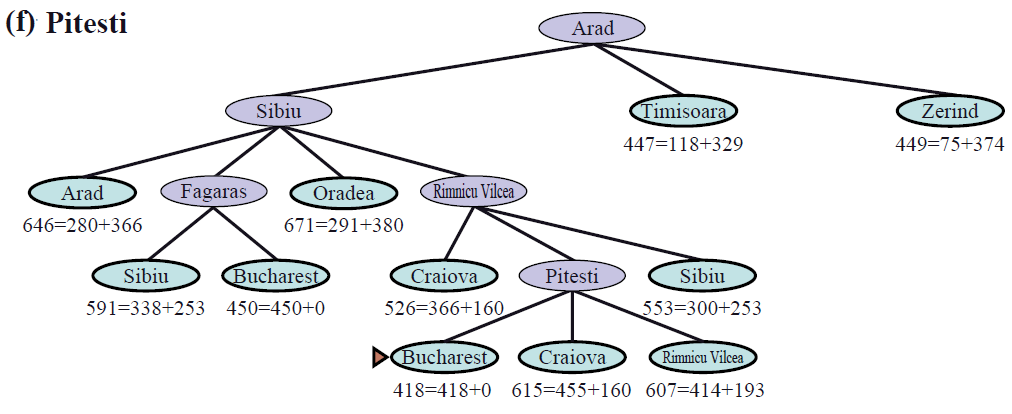 (f) Pitesti
Arad
Sibiu
Timisoara
Zerind
447=118+329
449=75+374
Arad
Fagaras
Oradea
Rimnicu Vilcea
646=280+366
671=291+380
Sibiu
Bucharest
Craiova
Pitesti
Sibiu
591=338+253
450=450+0
526=366+160
553=300+253
Bucharest
Craiova
Rimnicu Vilcea
418=418+0
615=455+160
607=414+193